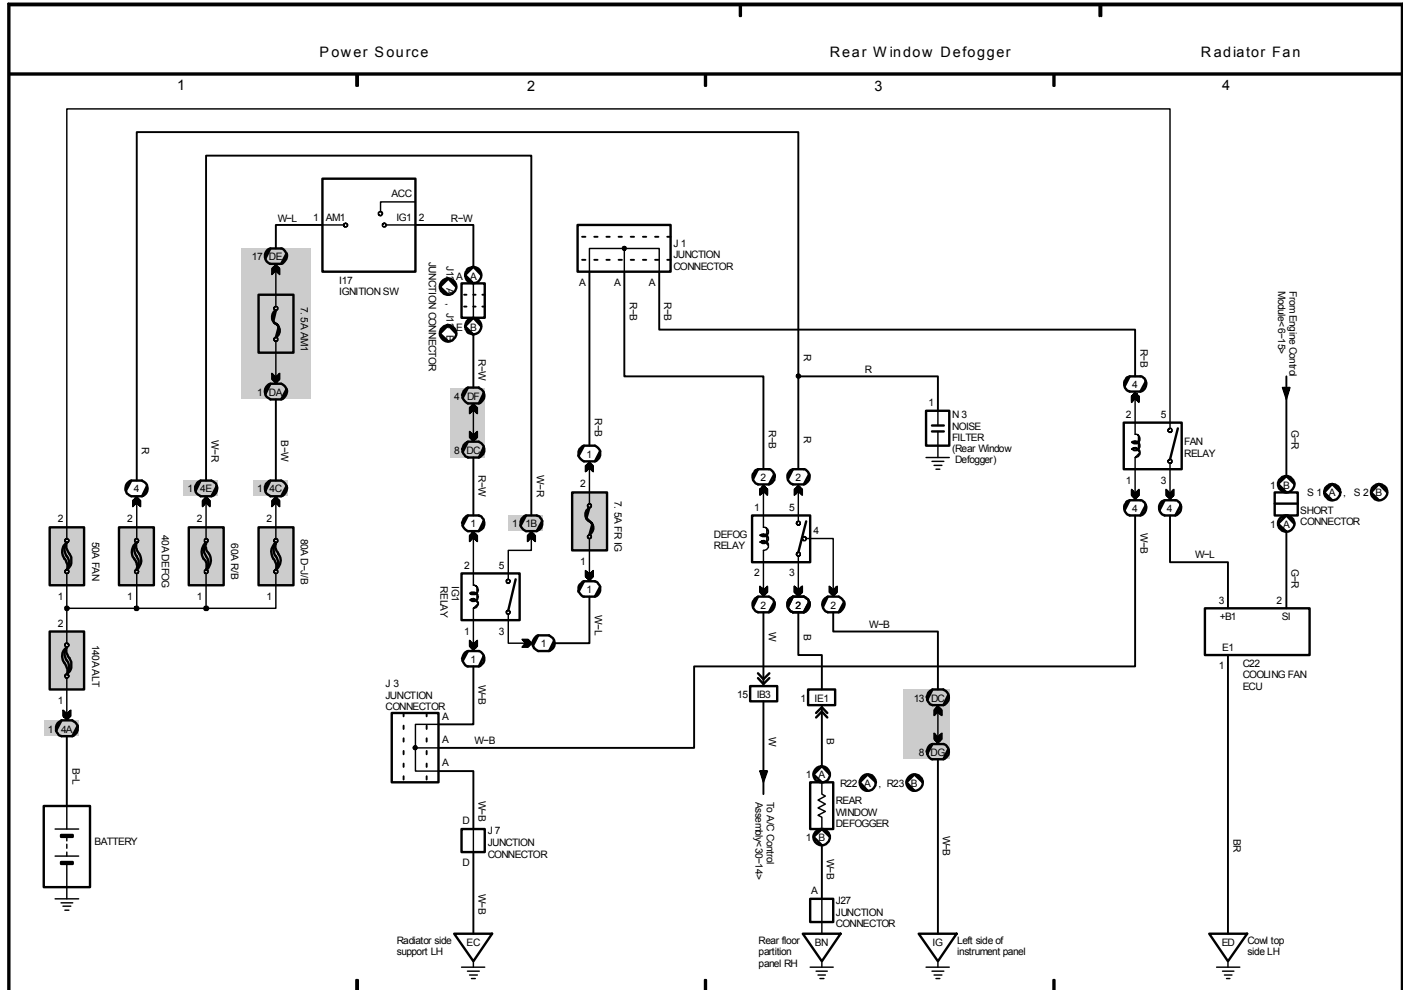 Power Source
Rear Window Defogger
Radiator Fan
1
2
3
4
ACC
W-L
1
AM1
IG1
2
R-W
17
DE
I17
IGNITION SW
7. 5A AM1
1
DA
B-W
A
A
JUNCTION CONNECTOR
E
B
R-W
4
DF
8
DC
R-W
J 1
JUNCTION
CONNECTOR
A
A
A
R-B
R-B
R-B
R
R
R-B
4
From Engine Control
Module<6-15>
1
N 3
NOISE
FILTER
(Rear Window
Defogger)
2
5
FAN
RELAY
1
3
4
4
G-R
1
B
S 1
A
, S 2
B
SHORT
CONNECTOR
1
A
R
W-R
4
1
4E
1
4C
W-R
1
1B
1
R-B
1
2
7. 5A FR IG
1
1
R-B
R
2
2
1
5
4
DEFOG
RELAY
2
3
2
2
2
W-B
W-L
G-R
2
2
2
2
50A FAN
40A DEFOG
60A R/B
80A D-J/B
1
1
1
1
2
5
IG1
RELAY
1
3
1
1
W-L
W
B
W-B
3
2
+B1
SI
E1
1
C22
COOLING FAN
ECU
2
140A ALT
1
1
4A
B-L
BATTERY
J 3
JUNCTION
CONNECTOR
A
A
A
W-B
W-B
15
IB3
1
IE1
13
DC
8
DG
W
B
To A/C Control
Assembly<30-14>
1
A
R22
A
, R23
B
REAR
WINDOW
DEFOGGER
1
B
W-B
W-B
BR
D
W-B
J 7
JUNCTION
CONNECTOR
D
W-B
A
J27
JUNCTION
CONNECTOR
Radiator side
support LH
EC
Rear floor
partition
panel RH
BN
IG
Left side of
instrument panel
ED
Cowl top
side LH